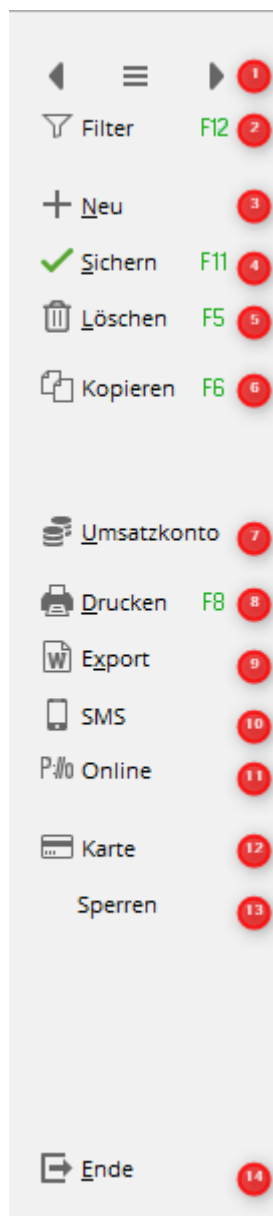 1
Filter F12 2
Neu 3
Sichern F11 4
Löschen F5 5
Kopieren F6 6
Umsatzkonto 7
Drucken F8 8
W Export 9
SMS 10
P:// Online 11
Karte 12
Sperren 13
Ende 14